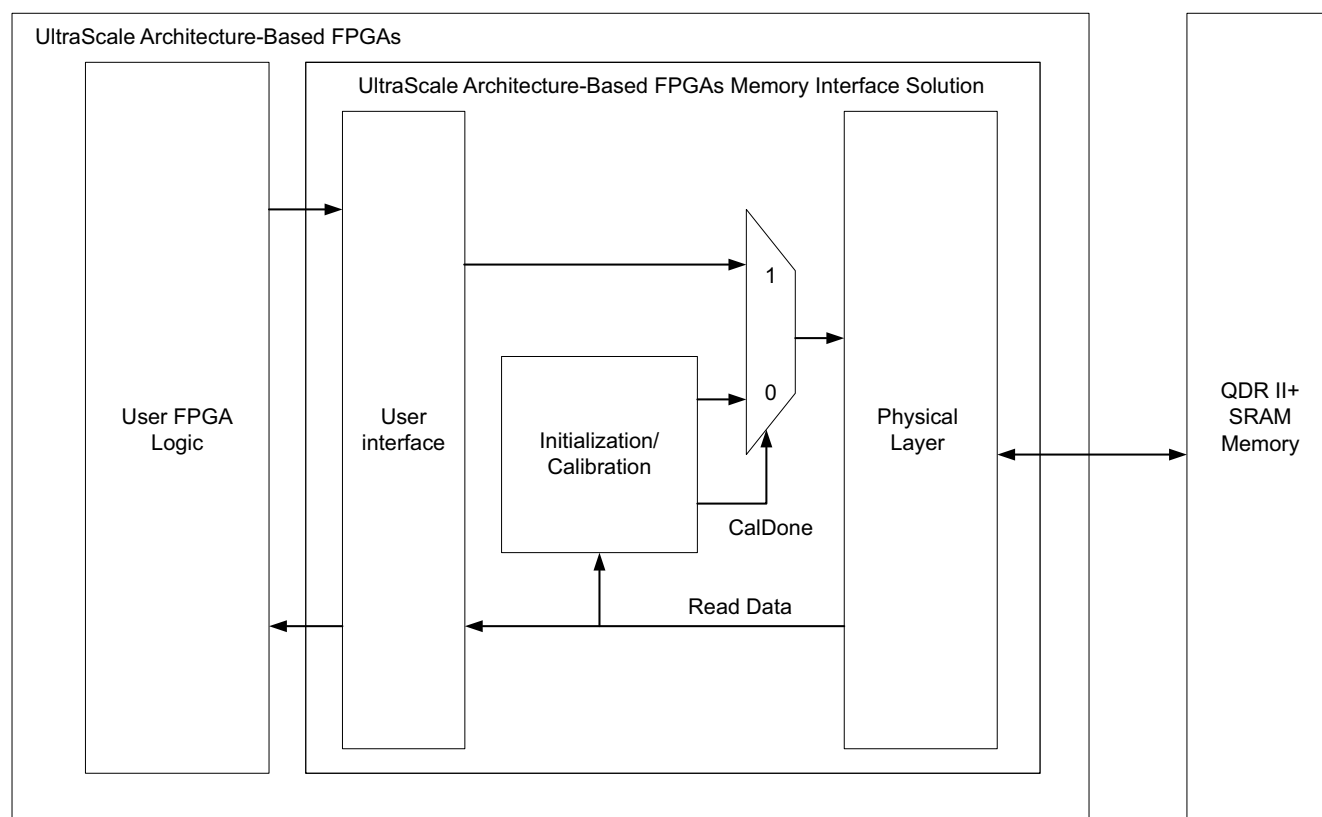 UltraScale Architecture-Based FPGAs
UltraScale Architecture-Based FPGAs Memory Interface Solution
1
0
User FPGA
Logic
User
interface
Initialization/
Calibration
Physical
Layer
QDR II+
SRAM
Memory
CalDone
Read Data